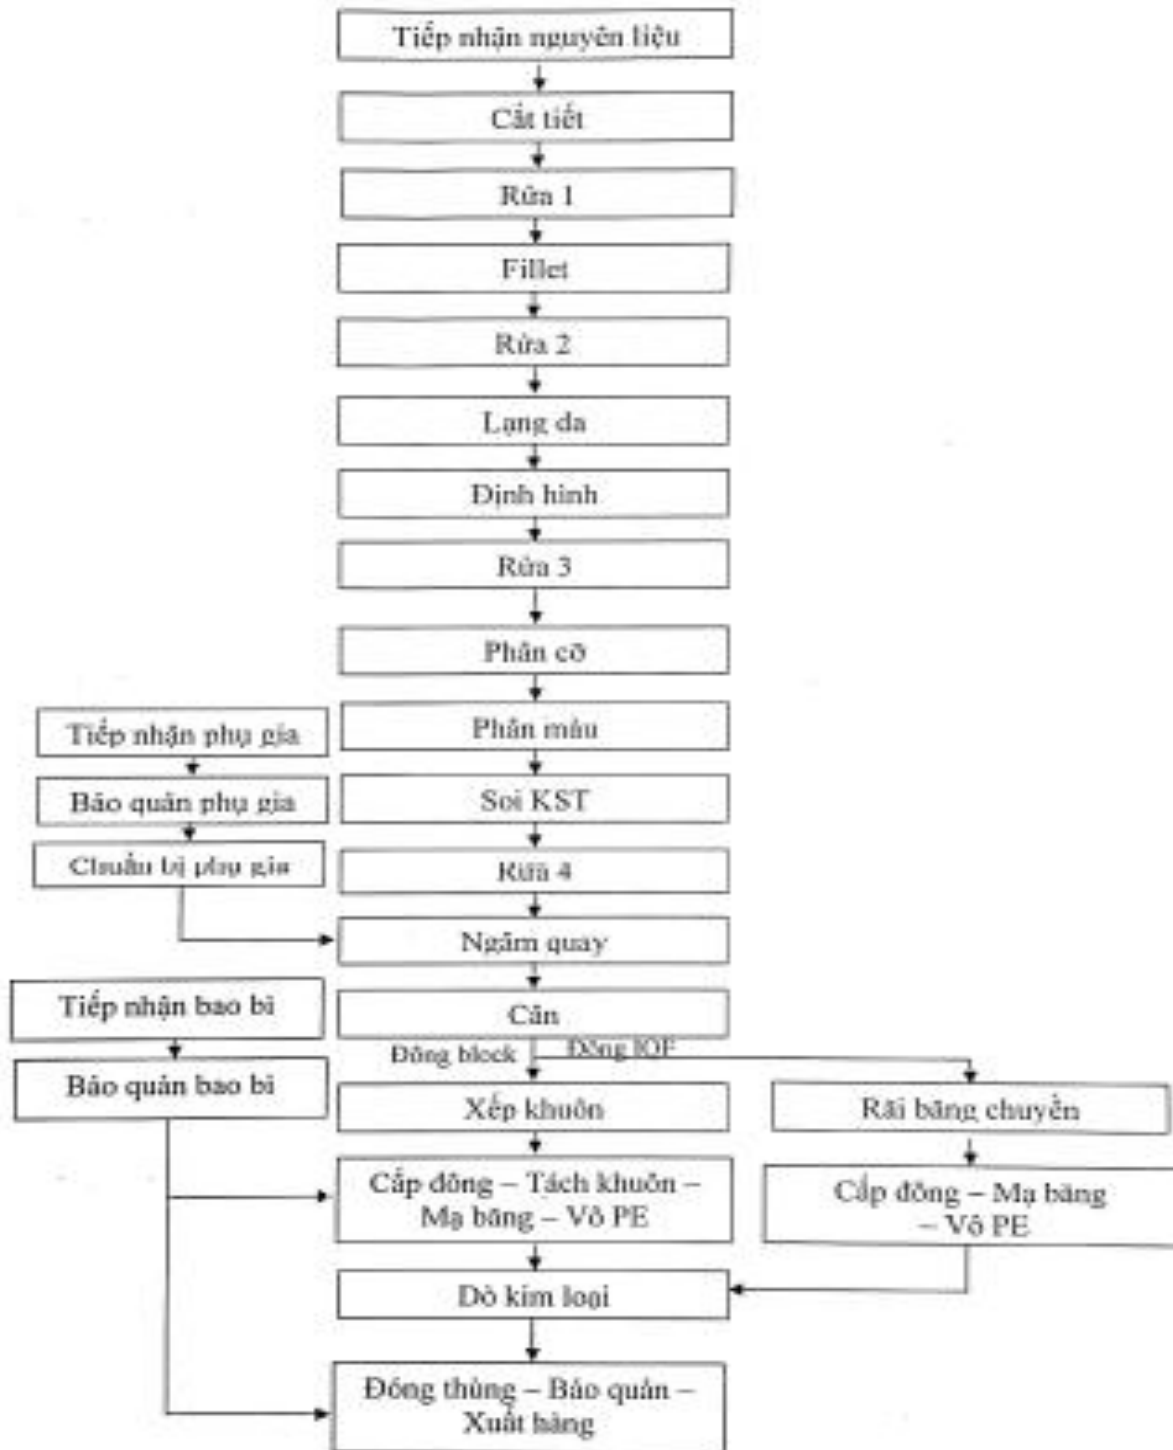 Tiếp nhận nguyên liệu
Cắt tiết
Rửa 1
Fillet
Rửa 2
Lạng da
Định hình
Rửa 3
Phân cỡ
Phân màu
Tiếp nhận phụ gia
Soi KST
Bảo quản phụ gia
Rửa 4
Chuẩn bị phụ gia
Ngâm quay
Tiếp nhận bao bì
Cân
Đông block
Đông IQF
Bảo quản bao bì
Xếp khuôn
Rãi băng chuyền
Cấp đông – Tách khuôn –
Mạ băng – Vô PE
Cấp đông – Mạ băng
– Vô PE
Dò kim loại
Đóng thùng – Bảo quản –
Xuất hàng